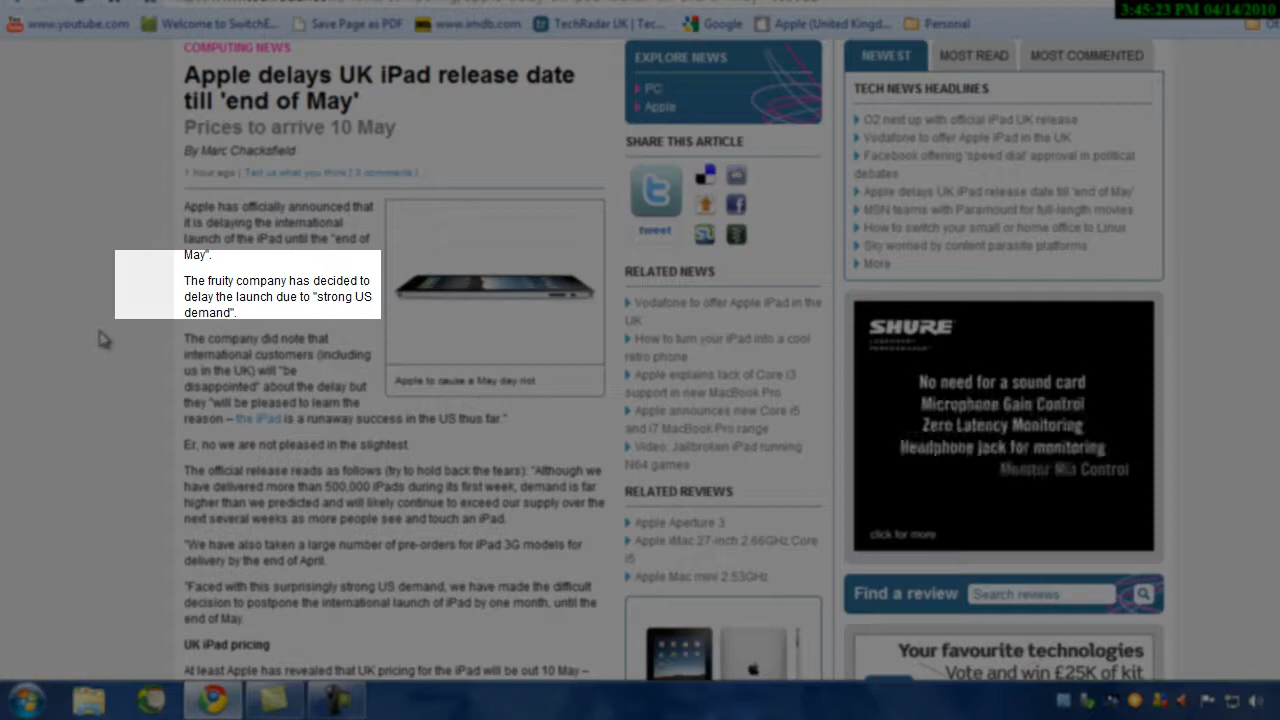 3:45:23 PM 04/14/2010
www.youtube.com
Welcome to SwitchE...
Save Page as PDF
www.imdb.com
TechRadar UK | Tec...
Google
Apple (United Kingd...
Personal
COMPUTING NEWS
Apple delays UK iPad release date
till 'end of May'
Prices to arrive 10 May
By Marc Chacksfield
1 hour ago | Tell us what you think [ 3 comments ]
Apple has officially announced that
it is delaying the international
launch of the iPad until the "end of
May".
The fruity company has decided to
delay the launch due to "strong US
demand".
The company did note that
international customers (including
us in the UK) will "be
disappointed" about the delay but
they "will be pleased to learn the
reason – the iPad is a runaway success in the US thus far."
Apple to cause a May day riot
Er, no we are not pleased in the slightest.
The official release reads as follows (try to hold back the tears): "Although we
have delivered more than 500,000 iPads during its first week, demand is far
higher than we predicted and will likely continue to exceed our supply over the
next several weeks as more people see and touch an iPad.
"We have also taken a large number of pre-orders for iPad 3G models for
delivery by the end of April.
"Faced with this surprisingly strong US demand, we have made the difficult
decision to postpone the international launch of iPad by one month, until the
end of May.
UK iPad pricing
At least Apple has revealed that UK pricing for the iPad will be out 10 May –
EXPLORE NEWS
PC
Apple
SHARE THIS ARTICLE
tweet
RELATED NEWS
Vodafone to offer Apple iPad in the
UK
How to turn your iPad into a cool
retro phone
Apple explains lack of Core i3
support in new MacBook Pro
Apple announces new Core i5
and i7 MacBook Pro range
Video: Jailbroken iPad running
N64 games
RELATED REVIEWS
Apple Aperture 3
Apple iMac 27-inch 2.66GHz Core
i5
Apple Mac mini 2.53GHz
NEWEST
MOST READ
MOST COMMENTED
TECH NEWS HEADLINES
O2 next up with official iPad UK release
Vodafone to offer Apple iPad in the UK
Facebook offering 'speed dial' approval in political
debates
Apple delays UK iPad release date till 'end of May'
MSN teams with Paramount for full-length movies
How to switch your small or home office to Linux
Sky worried by content parasite platforms
More
SHURE
LEGENDARY
PERFORMANCE
No need for a sound card
Microphone Gain Control
Zero Latency Monitoring
Headphone jack for monitoring
Monitor Mix Control
click for more
Find a review
Search reviews
Your favourite technologies
Vote and win £25K of kit